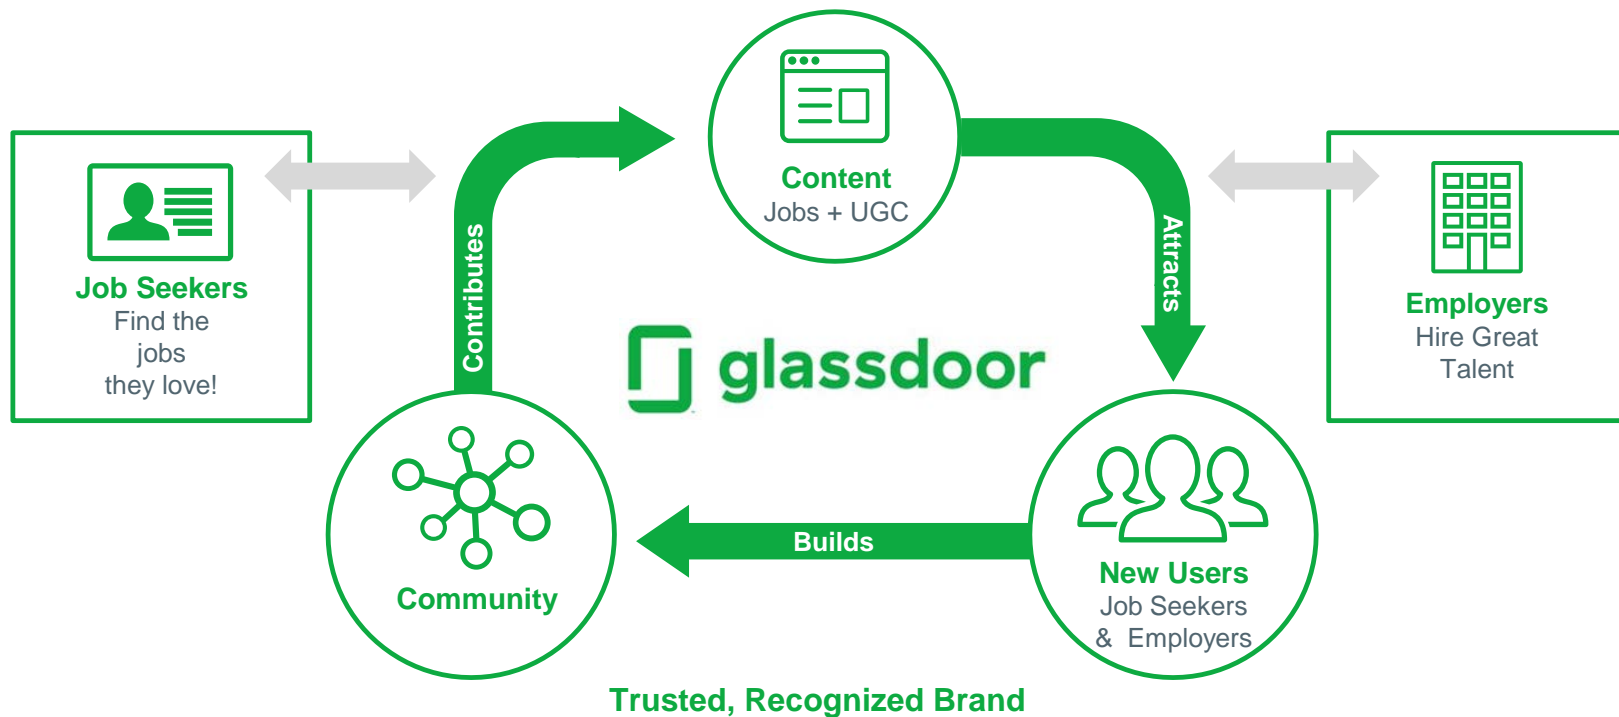 Content
Jobs + UGC
Contributes
Attracts
Job Seekers
Find the
jobs
they love!
Employers
Hire Great
Talent
glassdoor
Builds
Community
New Users
Job Seekers
& Employers
Trusted, Recognized Brand